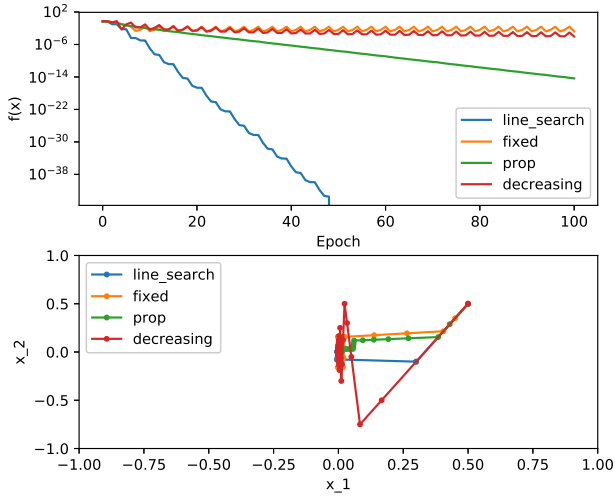 f(x)
10^2
10^−6
10^−14
10^−22
10^−30
10^−38
line_search
fixed
prop
decreasing
0 20 40 60 80 100
Epoch
x_2
1.0
0.5
0.0
−0.5
−1.0
line_search
fixed
prop
decreasing
−1.00 −0.75 −0.50 −0.25 0.00 0.25 0.50 0.75 1.00
x_1